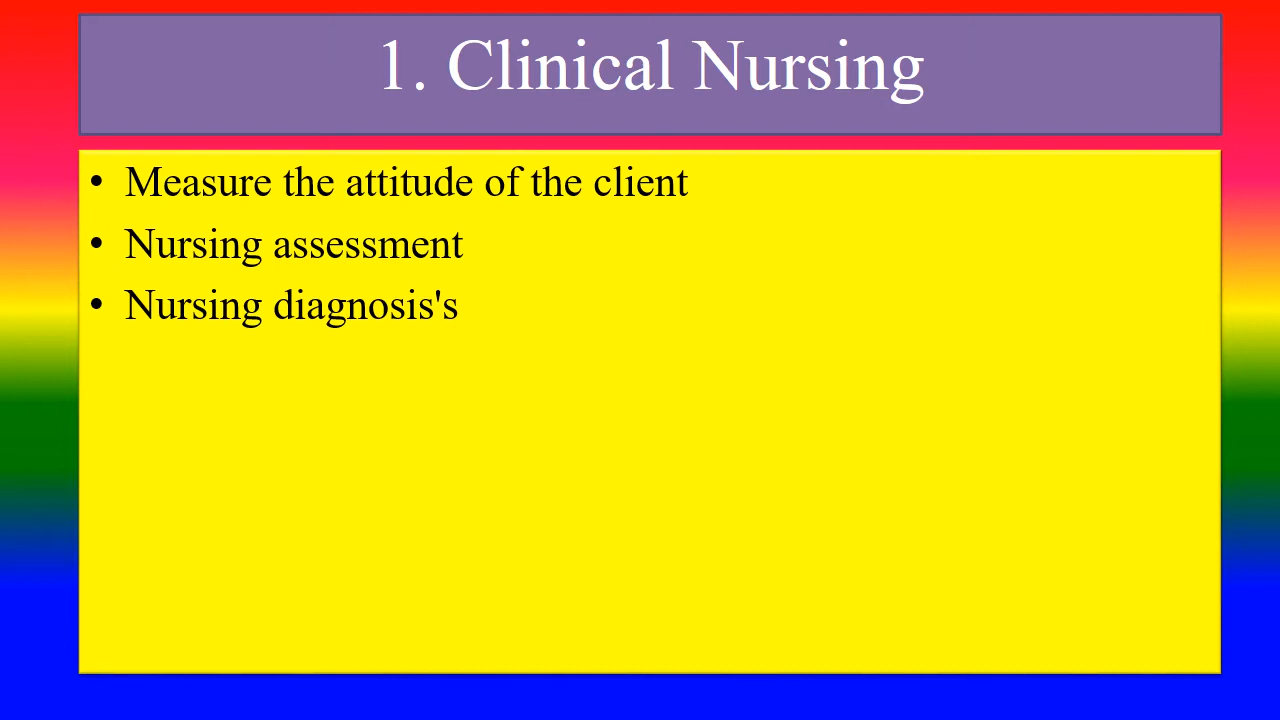 1. Clinical Nursing
• Measure the attitude of the client
• Nursing assessment
• Nursing diagnosis's